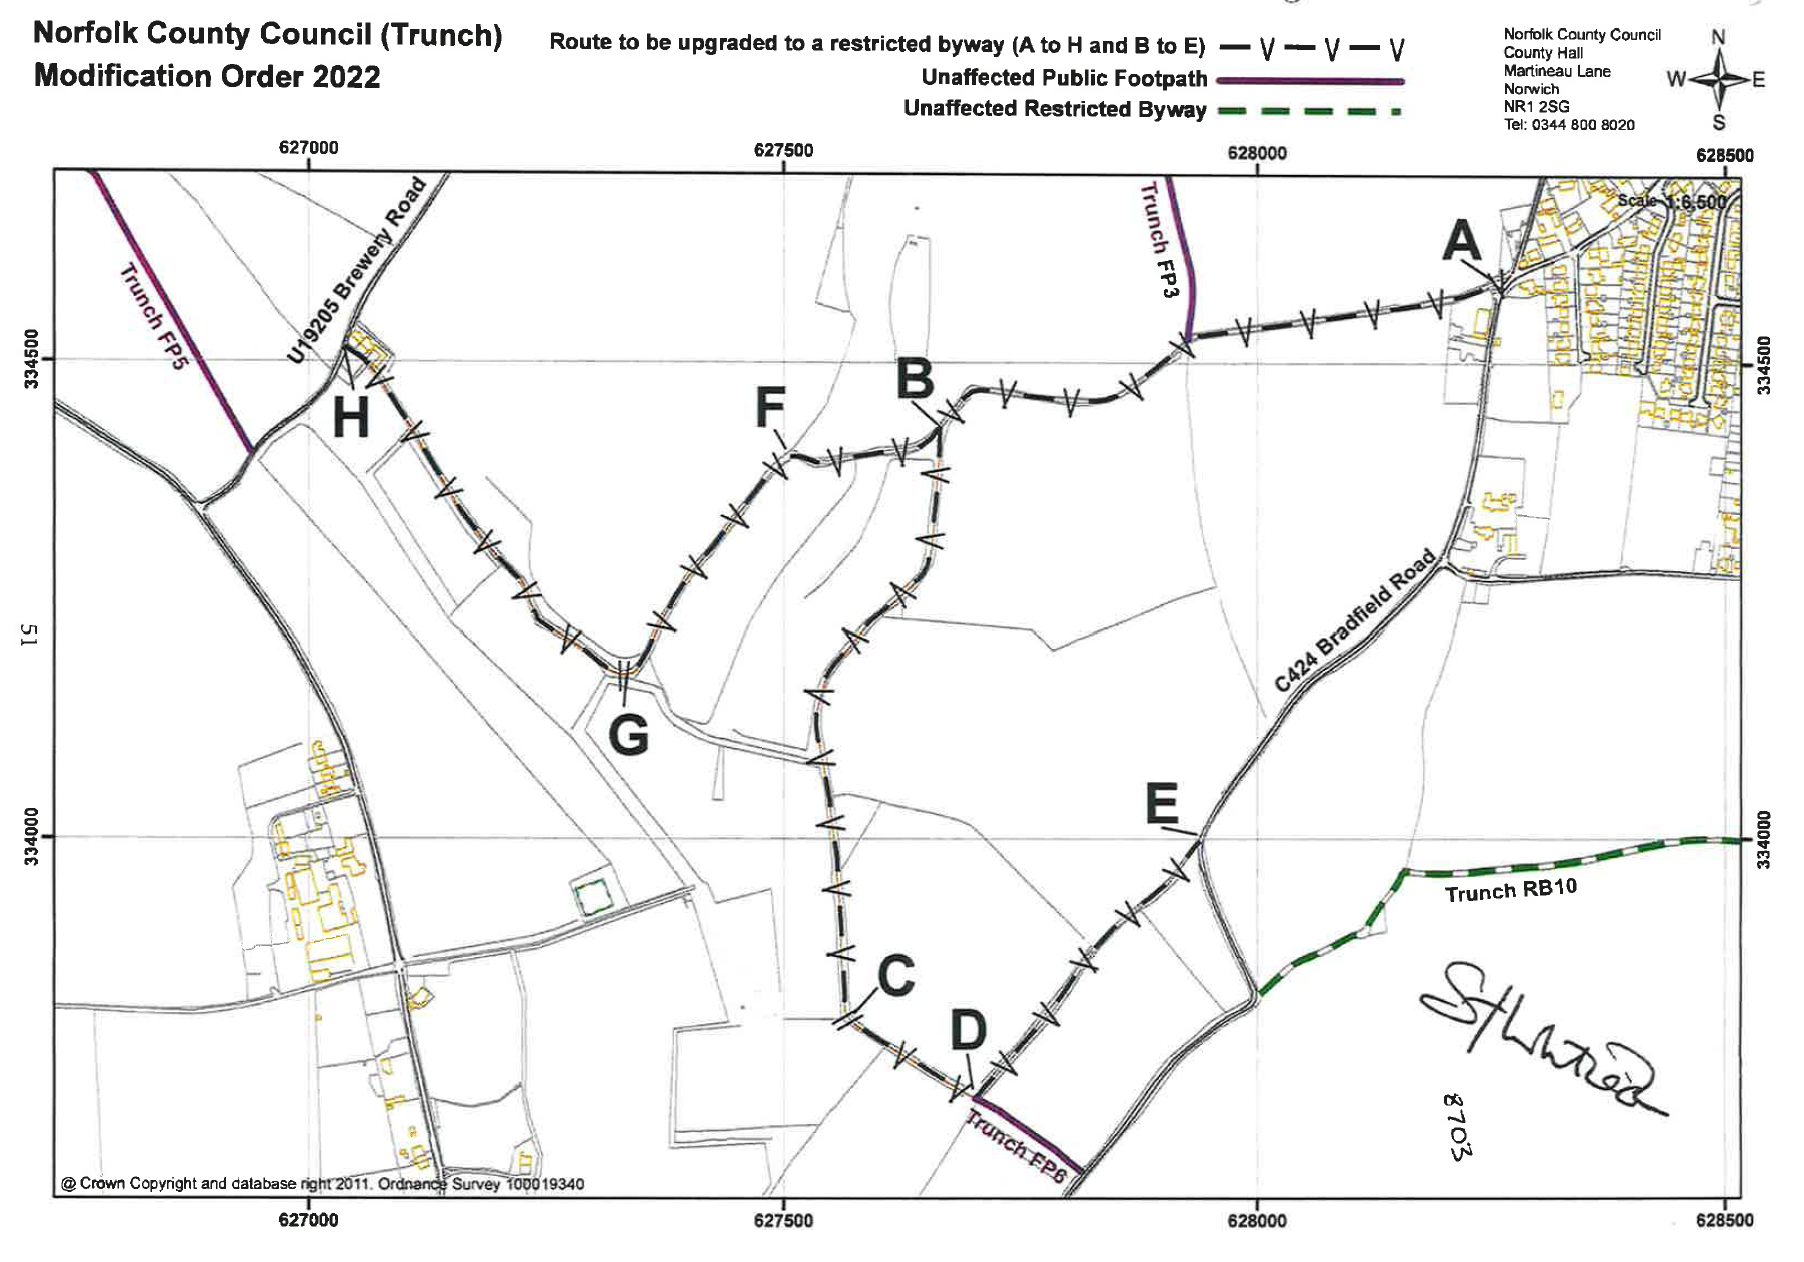 Norfolk County Council (Trunch)
Modification Order 2022
Route to be upgraded to a restricted byway (A to H and B to E)
Unaffected Public Footpath
Unaffected Restricted Byway
Norfolk County Council
County Hall
Martineau Lane
Norwich
NR1 2SG
Tel: 0344 800 8020
N
W E
S
627000 627500 628000 628500
Scale 1:6,500
334500
334500
334000
334000
Trunch FP5
U19205 Brewery Road
Trunch FP3
A
B
F
H
G
C424 Bradfield Road
E
Trunch RB10
C
D
Trunch FP6
8703
51
@ Crown Copyright and database right 2011. Ordnance Survey 100019340
627000 627500 628000 628500